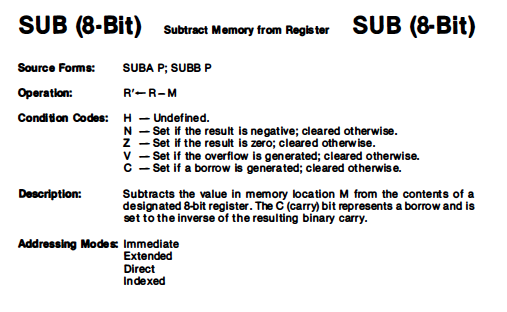 SUB (8-Bit) Subtract Memory from Register SUB (8-Bit)
Source Forms: SUBA P; SUBB P
Operation: R'←R – M
Condition Codes: H — Undefined.
N — Set if the result is negative; cleared otherwise.
Z — Set if the result is zero; cleared otherwise.
V — Set if the overflow is generated; cleared otherwise.
C — Set if a borrow is generated; cleared otherwise.
Description: Subtracts the value in memory location M from the contents of a
designated 8-bit register. The C (carry) bit represents a borrow and is
set to the inverse of the resulting binary carry.
Addressing Modes: Immediate
Extended
Direct
Indexed